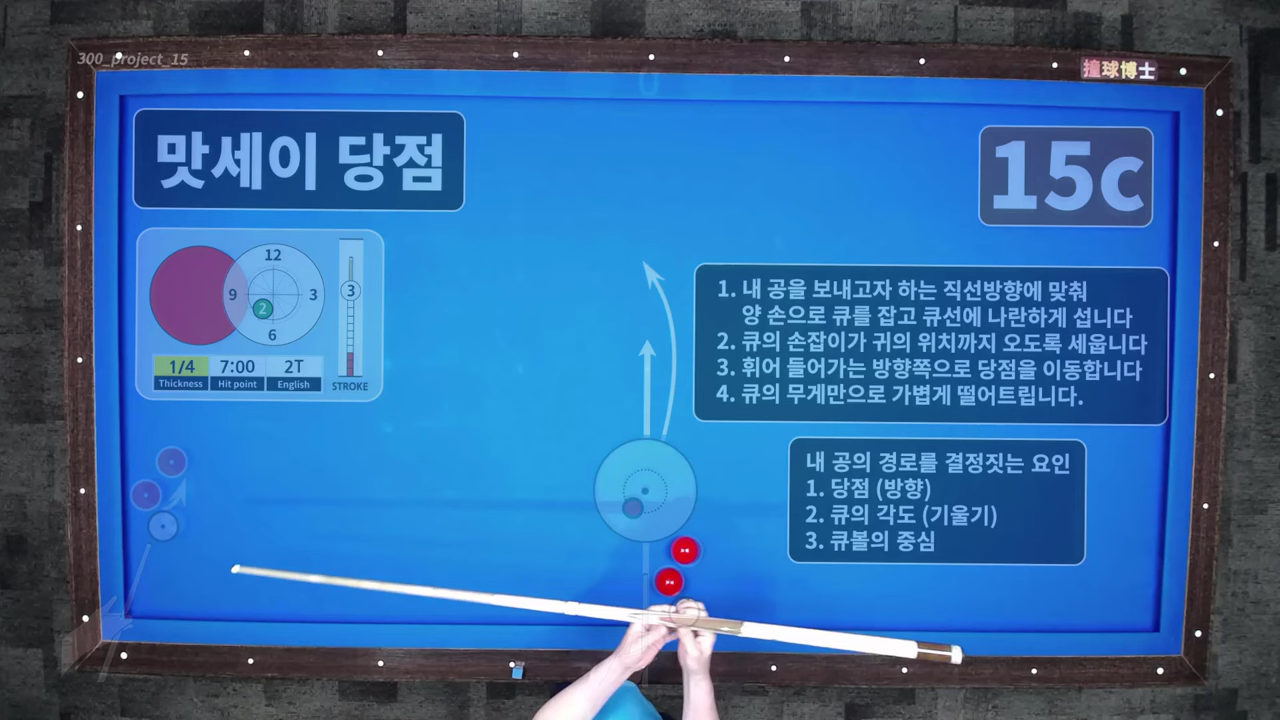 300_project_15
撞球博士
맛세이 당점
15c
12
9
3
2
6
3
1/4
7:00
2T
Thickness
Hit point
English
STROKE
1. 내 공을 보내고자 하는 직선방향에 맞춰
양 손으로 큐를 잡고 큐선에 나란하게 섭니다
2. 큐의 손잡이가 귀의 위치까지 오도록 세웁니다
3. 휘어 들어가는 방향쪽으로 당점을 이동합니다
4. 큐의 무게만으로 가볍게 떨어트립니다.
내 공의 경로를 결정짓는 요인
1. 당점 (방향)
2. 큐의 각도 (기울기)
3. 큐볼의 중심